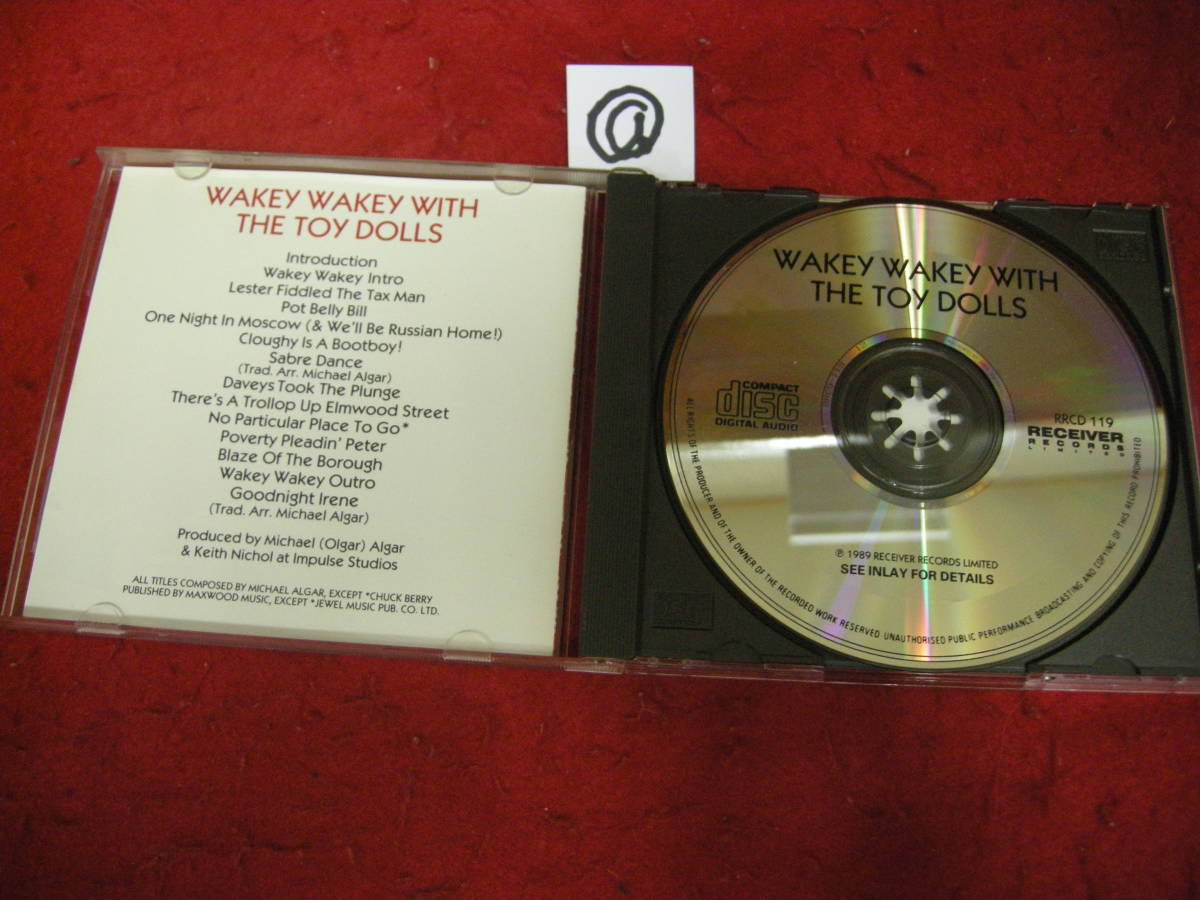 @
WAKEY WAKEY WITH
THE TOY DOLLS
Introduction
Wakey Wakey Intro
Lester Fiddled The Tax Man
Pot Belly Bill
One Night In Moscow (& We'll Be Russian Home!)
Cloughy Is A Bootboy!
Sabre Dance
(Trad. Arr. Michael Algar)
Daveys Took The Plunge
There's A Trollop Up Elmwood Street
No Particular Place To Go*
Poverty Pleadin' Peter
Blaze Of The Borough
Wakey Wakey Outro
Goodnight Irene
(Trad. Arr. Michael Algar)
Produced by Michael (Olgar) Algar
& Keith Nichol at Impulse Studios
ALL TITLES COMPOSED BY MICHAEL ALGAR, EXCEPT *CHUCK BERRY
PUBLISHED BY MAXWOOD MUSIC, EXCEPT *JEWEL MUSIC PUB. CO. LTD.
WAKEY WAKEY WITH
THE TOY DOLLS
COMPACT
disc
DIGITAL AUDIO
RRCD 119
RECEIVER
RECORDS
LIMITED
℗ 1989 RECEIVER RECORDS LIMITED
SEE INLAY FOR DETAILS
ALL RIGHTS OF THE PRODUCER AND OF THE OWNER OF THE RECORDED WORK RESERVED UNAUTHORISED PUBLIC PERFORMANCE BROADCASTING AND COPYING OF THIS RECORD PROHIBITED